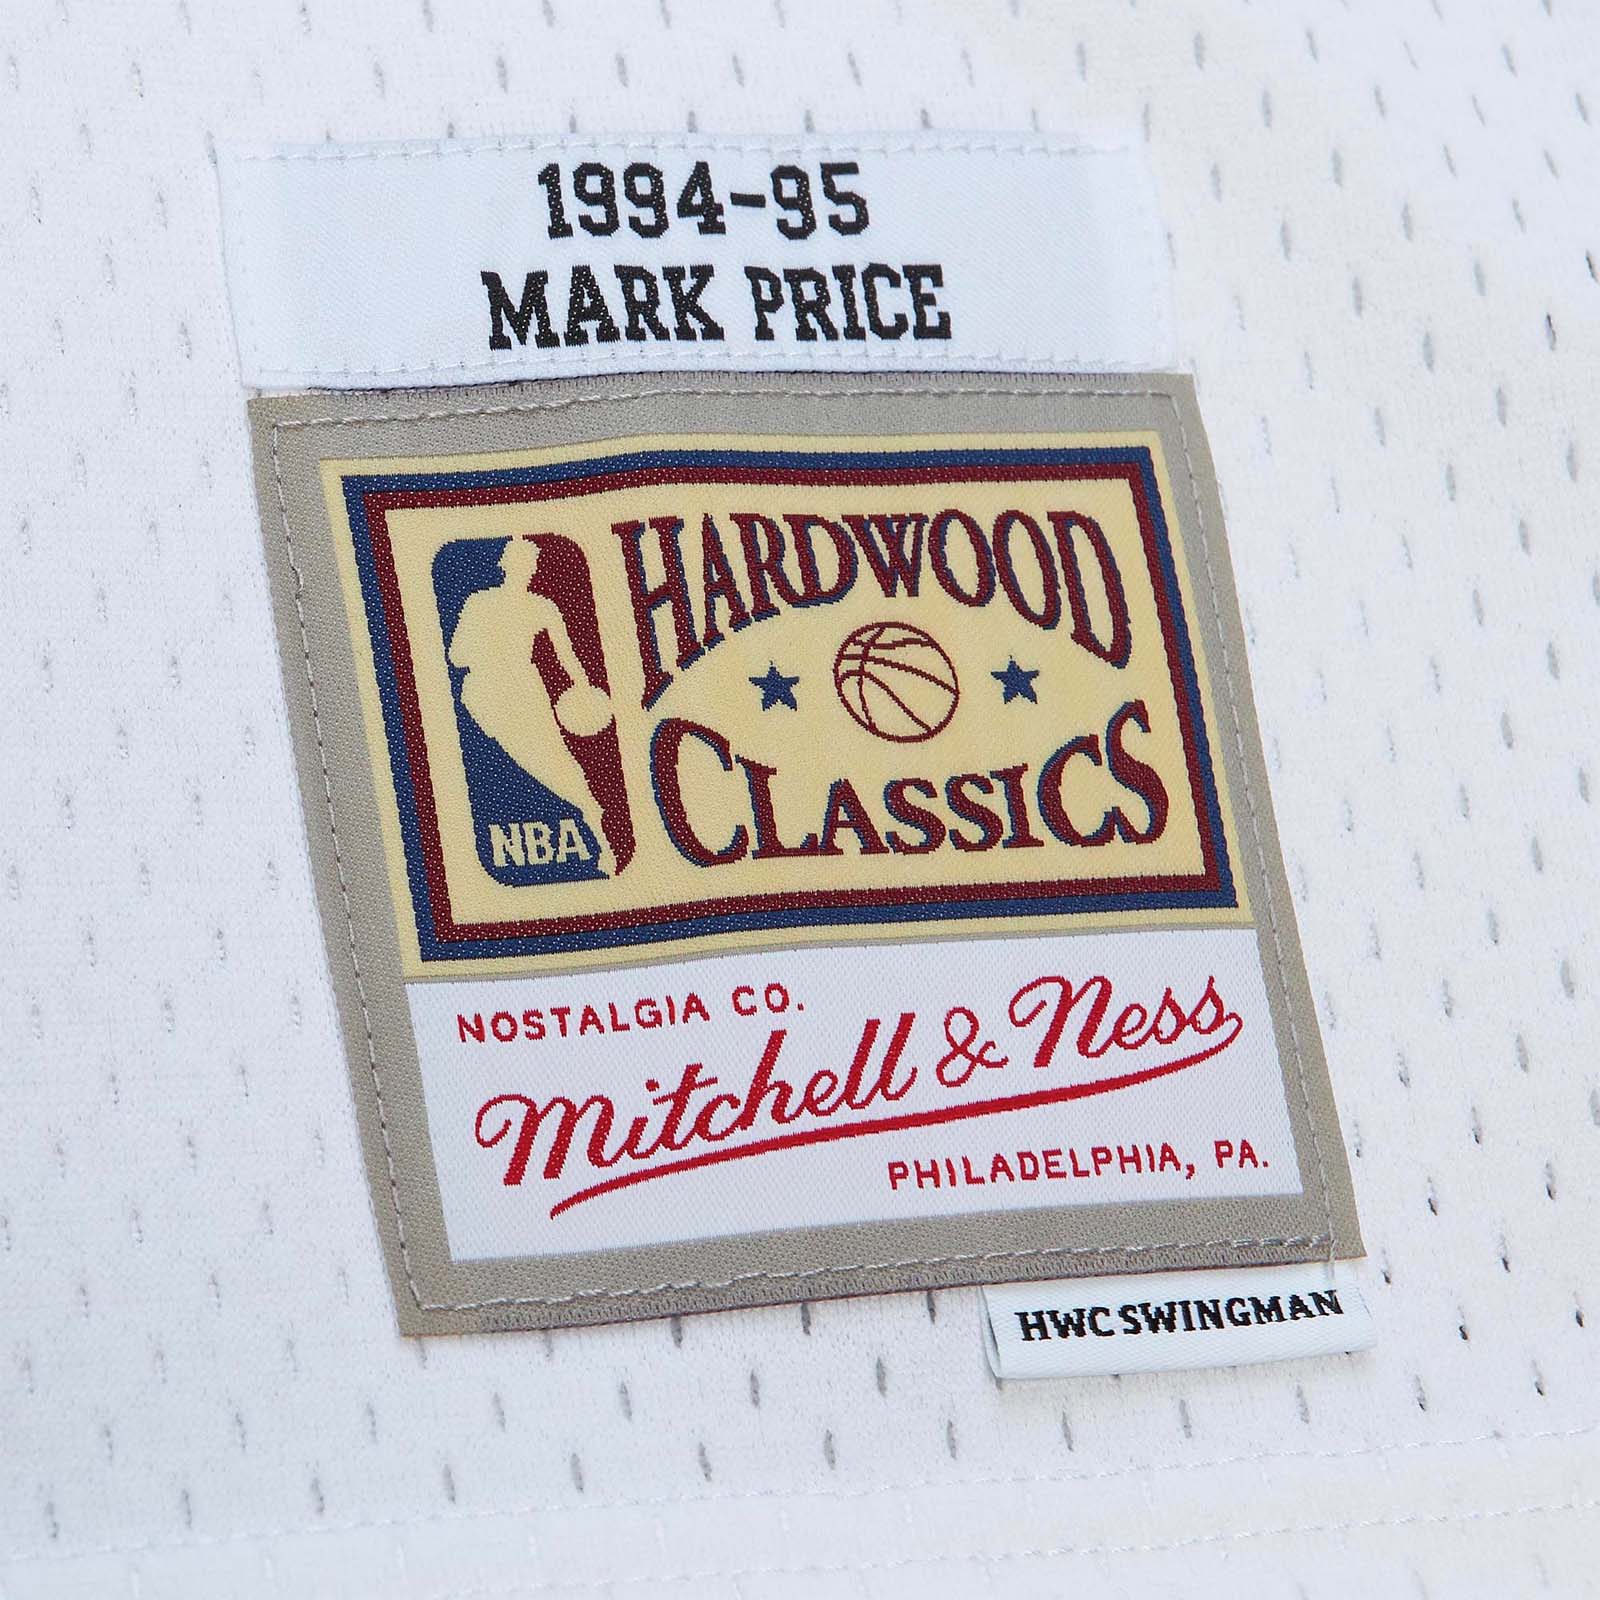 1994-95
MARK PRICE
HARDWOOD
CLASSICS
NBA
NOSTALGIA CO.
Mitchell & Ness
PHILADELPHIA, PA.
HWC SWINGMAN